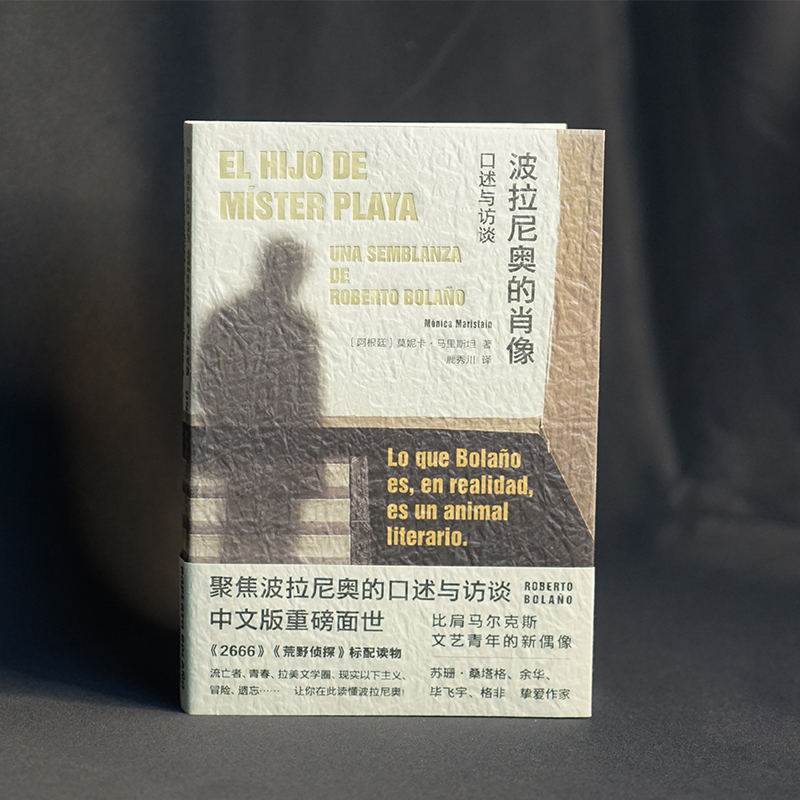 EL HIJO DE
MÍSTER PLAYA
UNA SEMBLANZA
DE
ROBERTO BOLAÑO
波拉尼奥的肖像
口述与访谈
Mónica Maristain
［阿根廷］莫妮卡·马里斯坦 著
鹿秀川 译
Lo que Bolaño
es, en realidad,
es un animal
literario.
聚焦波拉尼奥的口述与访谈
中文版重磅面世
《2666》《荒野侦探》标配读物
流亡者、青春、拉美文学圈、现实以下主义、
冒险、遗忘…… 让你在此读懂波拉尼奥!
ROBERTO
BOLAÑO
比肩马尔克斯
文艺青年的新偶像
苏珊·桑塔格、余华、
毕飞宇、格非 挚爱作家